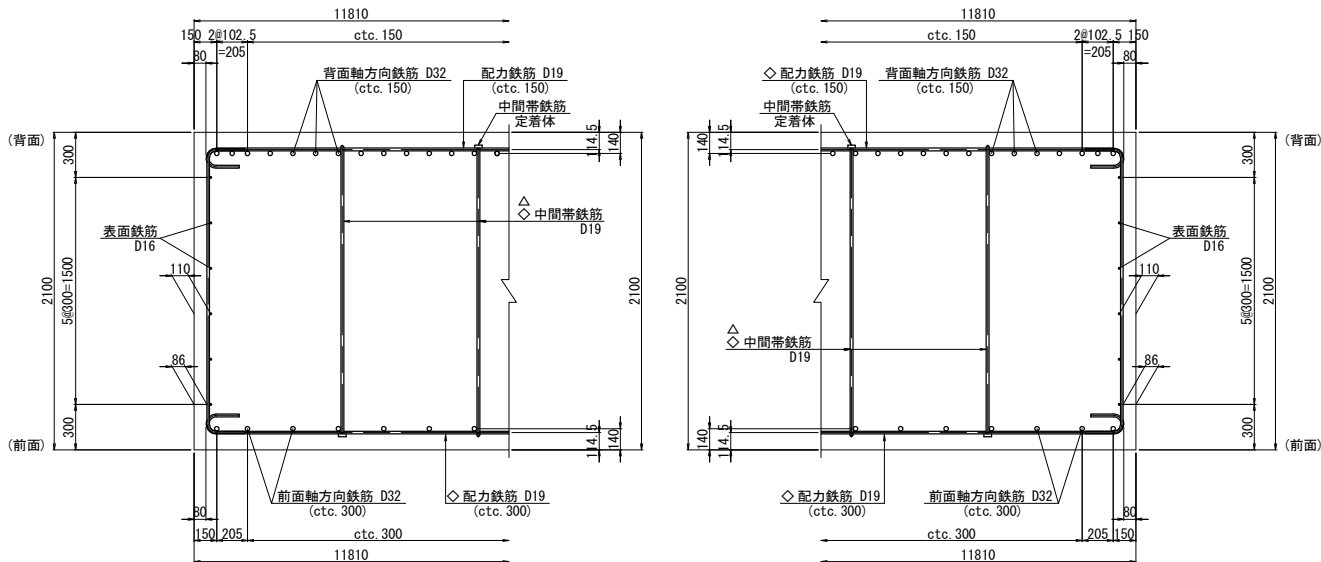 11810
150 2@102.5 ctc.150
=205
80
背面軸方向鉄筋 D32
(ctc.150)
配力鉄筋 D19
(ctc.150)
中間帯鉄筋
定着体
(背面)
300
114.5
140
表面鉄筋
D16
△
◇ 中間帯鉄筋
D19
110
2100
5@300=1500
2100
86
300
(前面)
140
114.5
前面軸方向鉄筋 D32
(ctc.300)
◇ 配力鉄筋 D19
(ctc.300)
80
150 205 ctc.300
11810
11810
ctc.150 2@102.5 150
=205
80
◇ 配力鉄筋 D19
(ctc.150)
背面軸方向鉄筋 D32
(ctc.150)
中間帯鉄筋
定着体
140
114.5
300
(背面)
表面鉄筋
D16
110
2100
5@300=1500
2100
△
◇ 中間帯鉄筋
D19
86
140
114.5
300
(前面)
◇ 配力鉄筋 D19
(ctc.300)
前面軸方向鉄筋 D32
(ctc.300)
80
ctc.300 205 150
11810